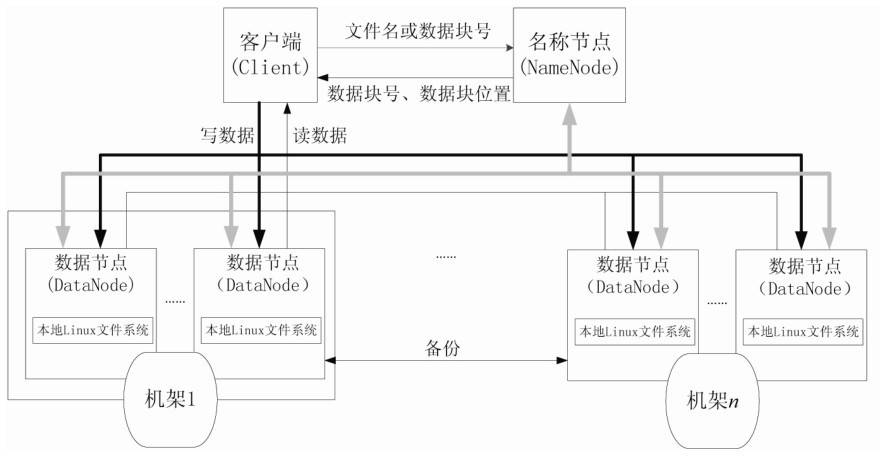 客户端
(Client)
文件名或数据块号
名称节点
(NameNode)
数据块号、数据块位置
写数据
读数据
数据节点
(DataNode)
......
本地Linux文件系统
数据节点
(DataNode)
本地Linux文件系统
......
数据节点
(DataNode)
......
本地Linux文件系统
数据节点
(DataNode)
本地Linux文件系统
备份
机架1
机架n